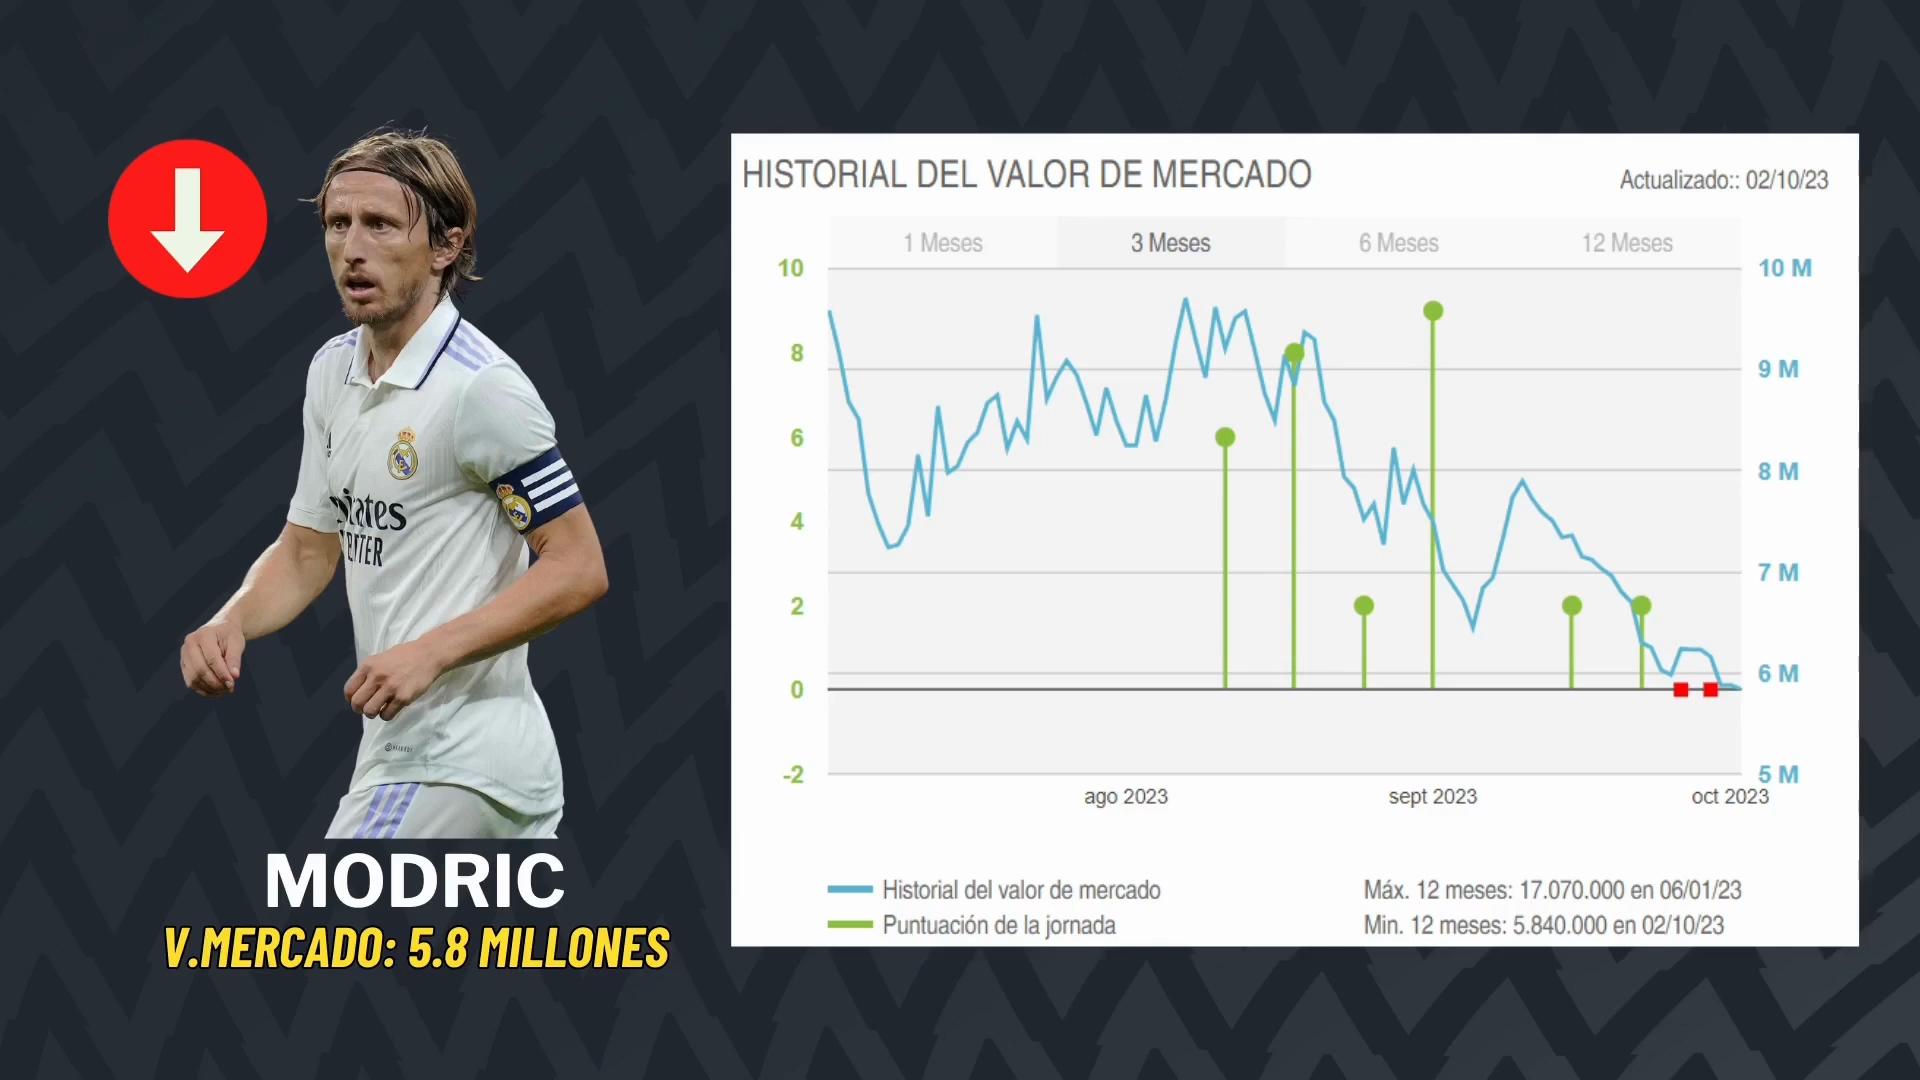 HISTORIAL DEL VALOR DE MERCADO
Actualizado:: 02/10/23
1 Meses
3 Meses
6 Meses
12 Meses
10
8
6
4
2
0
-2
10 M
9 M
8 M
7 M
6 M
5 M
ago 2023
sept 2023
oct 2023
Historial del valor de mercado
Puntuación de la jornada
Máx. 12 meses: 17.070.000 en 06/01/23
Min. 12 meses: 5.840.000 en 02/10/23
MODRIC
V.MERCADO: 5.8 MILLONES